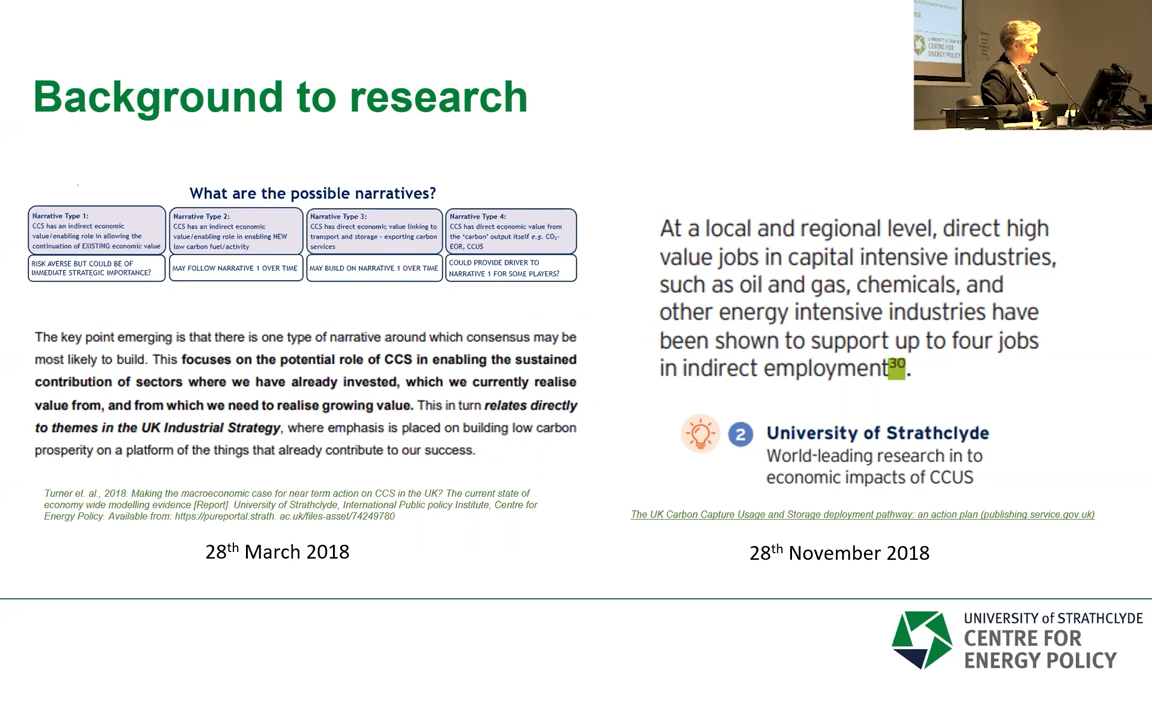 Background to research
UNIVERSITY of STRATHCLYDE
CENTRE FOR
ENERGY POLICY
What are the possible narratives?
Narrative Type 1:
CCS has an indirect economic
value/enabling role in allowing the
continuation of EXISTING economic value
RISK AVERSE BUT COULD BE OF
IMMEDIATE STRATEGIC IMPORTANCE?
Narrative Type 2:
CCS has an indirect economic
value/enabling role in enabling NEW
low carbon fuel/activity
MAY FOLLOW NARRATIVE 1 OVER TIME
Narrative Type 3:
CCS has direct economic value linking to
transport and storage - exporting carbon
services
MAY BUILD ON NARRATIVE 1 OVER TIME
Narrative Type 4:
CCS has direct economic value from
the 'carbon' output itself e.g. CO₂-
EOR, CCUS
COULD PROVIDE DRIVER TO
NARRATIVE 1 FOR SOME PLAYERS?
The key point emerging is that there is one type of narrative around which consensus may be
most likely to build. This focuses on the potential role of CCS in enabling the sustained
contribution of sectors where we have already invested, which we currently realise
value from, and from which we need to realise growing value. This in turn relates directly
to themes in the UK Industrial Strategy, where emphasis is placed on building low carbon
prosperity on a platform of the things that already contribute to our success.
Turner et. al., 2018. Making the macroeconomic case for near term action on CCS in the UK? The current state of
economy wide modelling evidence [Report]. University of Strathclyde, International Public policy Institute, Centre for
Energy Policy. Available from: https://pureportal.strath. ac.uk/files-asset/74249780
28th March 2018
At a local and regional level, direct high
value jobs in capital intensive industries,
such as oil and gas, chemicals, and
other energy intensive industries have
been shown to support up to four jobs
in indirect employment30.
2 University of Strathclyde
World-leading research in to
economic impacts of CCUS
The UK Carbon Capture Usage and Storage deployment pathway: an action plan (publishing.service.gov.uk)
28th November 2018
UNIVERSITY of STRATHCLYDE
CENTRE FOR
ENERGY POLICY